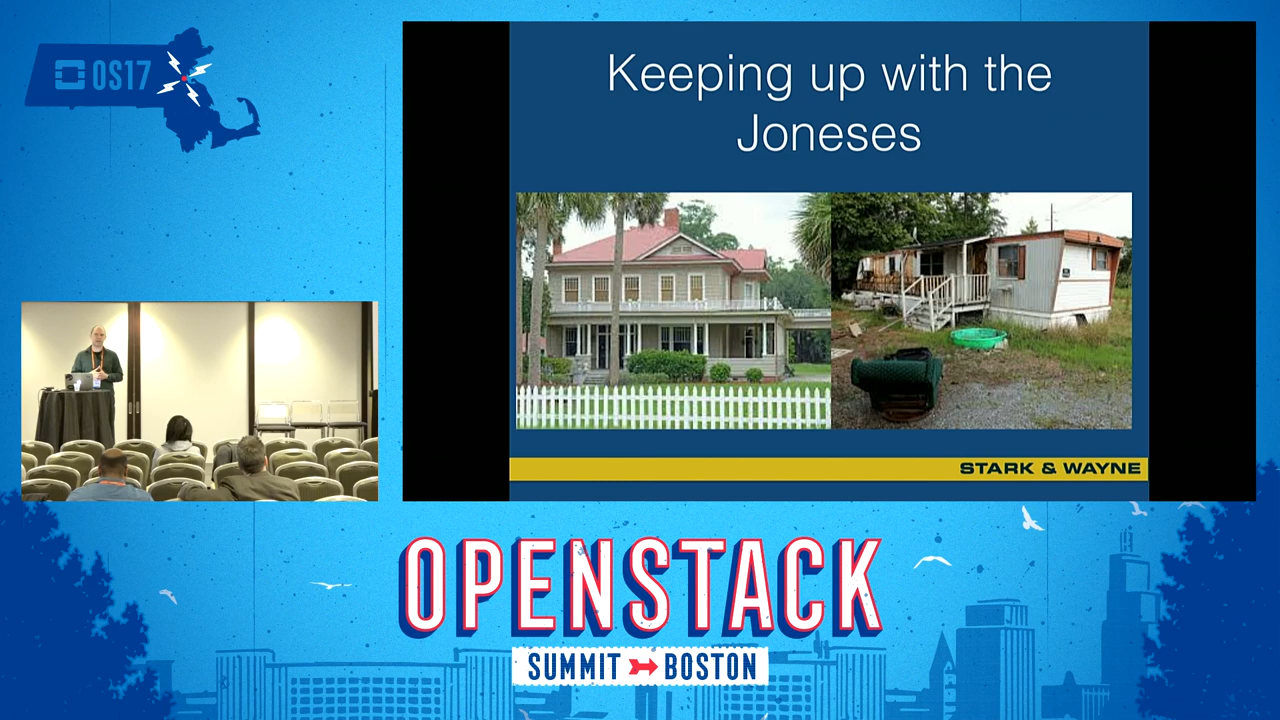 OS17
Keeping up with the
Joneses
STARK & WAYNE
OPENSTACK
SUMMIT BOSTON